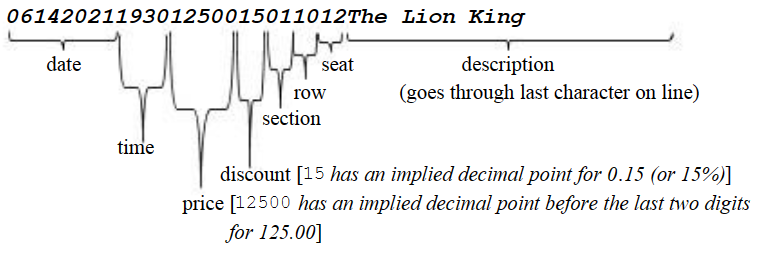 0614202119301250015011012The Lion King
date seat description
row (goes through last character on line)
section
time
discount [15 has an implied decimal point for 0.15 (or 15%)]
price [12500 has an implied decimal point before the last two digits
for 125.00]